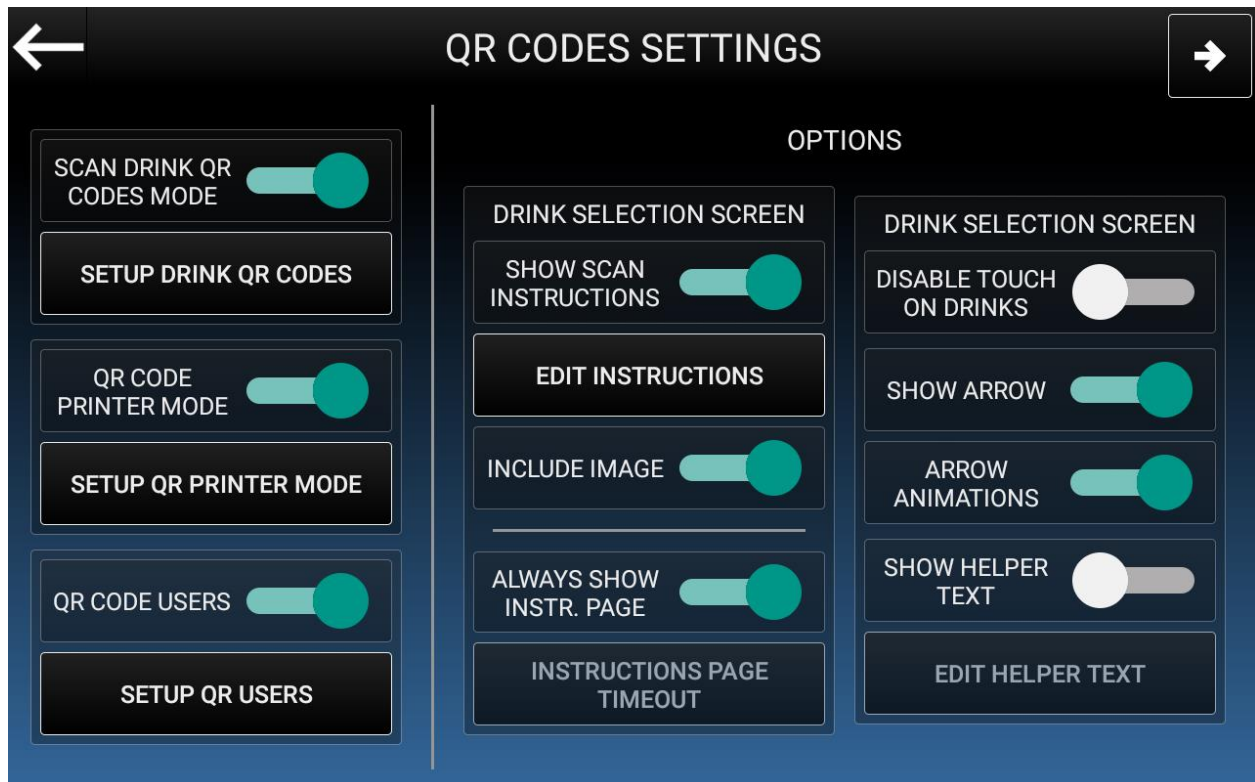 QR CODES SETTINGS
SCAN DRINK QR
CODES MODE
SETUP DRINK QR CODES
QR CODE
PRINTER MODE
SETUP QR PRINTER MODE
QR CODE USERS
SETUP QR USERS
OPTIONS
DRINK SELECTION SCREEN
SHOW SCAN
INSTRUCTIONS
EDIT INSTRUCTIONS
INCLUDE IMAGE
ALWAYS SHOW
INSTR. PAGE
INSTRUCTIONS PAGE
TIMEOUT
DRINK SELECTION SCREEN
DISABLE TOUCH
ON DRINKS
SHOW ARROW
ARROW
ANIMATIONS
SHOW HELPER
TEXT
EDIT HELPER TEXT